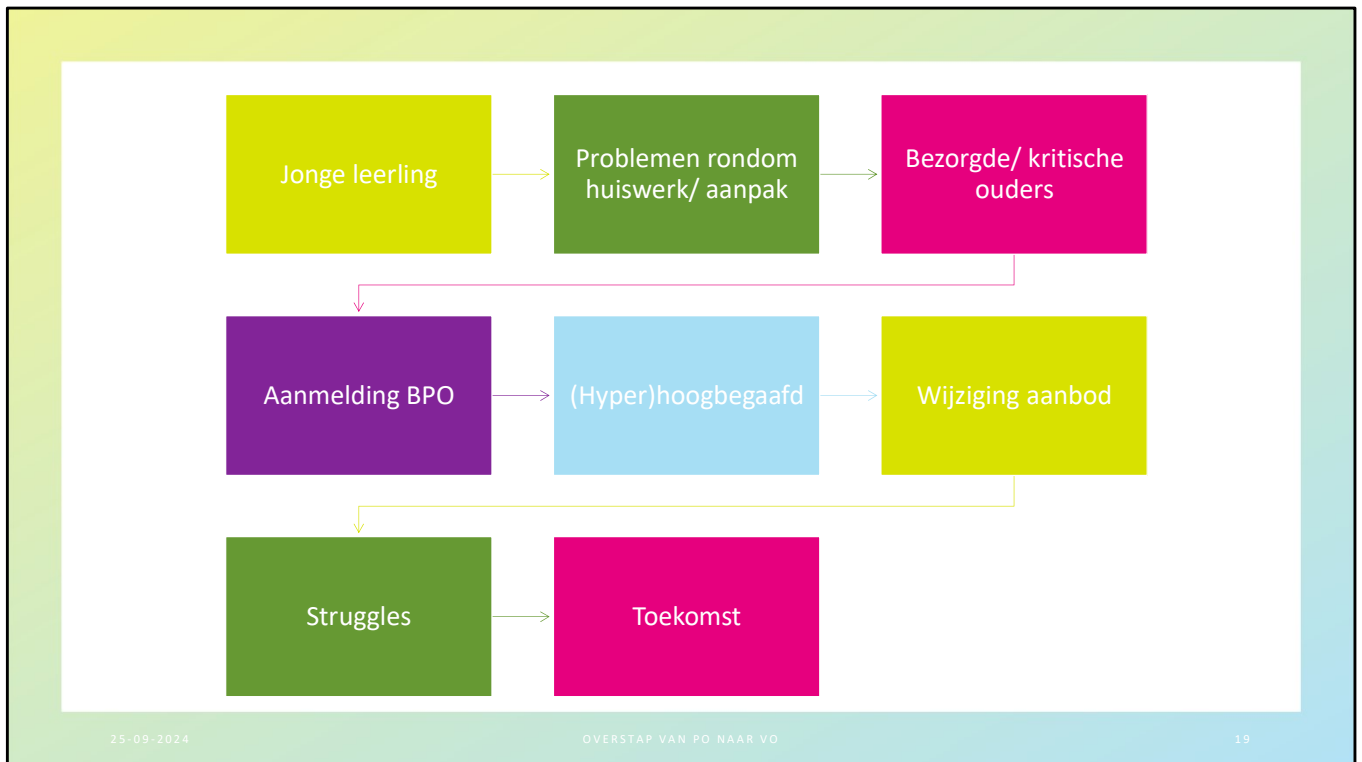 Jonge leerling
Problemen rondom
huiswerk/ aanpak
Bezorgde/ kritische
ouders
Aanmelding BPO
(Hyper)hoogbegaafd
Wijziging aanbod
Struggles
Toekomst
25-09-2024
OVERSTAP VAN PO NAAR VO
19